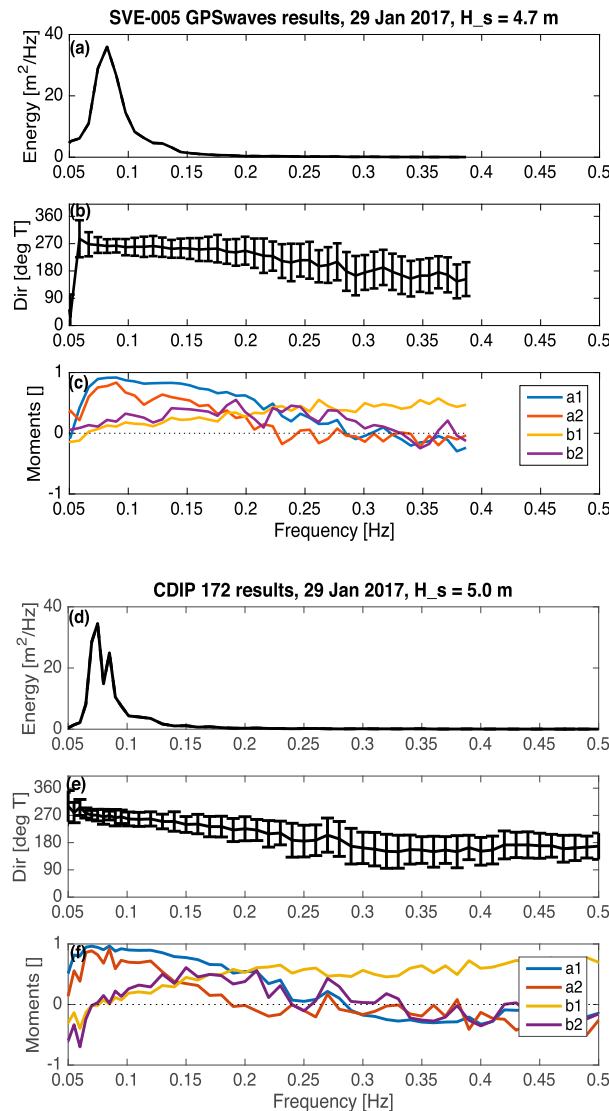 SVE-005 GPSwaves results, 29 Jan 2017, H_s = 4.7 m
(a)
Energy [m²/Hz]
40
20
0
0.05 0.1 0.15 0.2 0.25 0.3 0.35 0.4 0.45 0.5
(b)
Dir [deg T]
360
270
180
90
0
0.05 0.1 0.15 0.2 0.25 0.3 0.35 0.4 0.45 0.5
(c)
Moments []
1
0
-1
a1
a2
b1
b2
0.05 0.1 0.15 0.2 0.25 0.3 0.35 0.4 0.45 0.5
Frequency [Hz]
CDIP 172 results, 29 Jan 2017, H_s = 5.0 m
(d)
Energy [m²/Hz]
40
20
0
0.05 0.1 0.15 0.2 0.25 0.3 0.35 0.4 0.45 0.5
(e)
Dir [deg T]
360
270
180
90
0
0.05 0.1 0.15 0.2 0.25 0.3 0.35 0.4 0.45 0.5
(f)
Moments []
1
0
-1
a1
a2
b1
b2
0.05 0.1 0.15 0.2 0.25 0.3 0.35 0.4 0.45 0.5
Frequency [Hz]